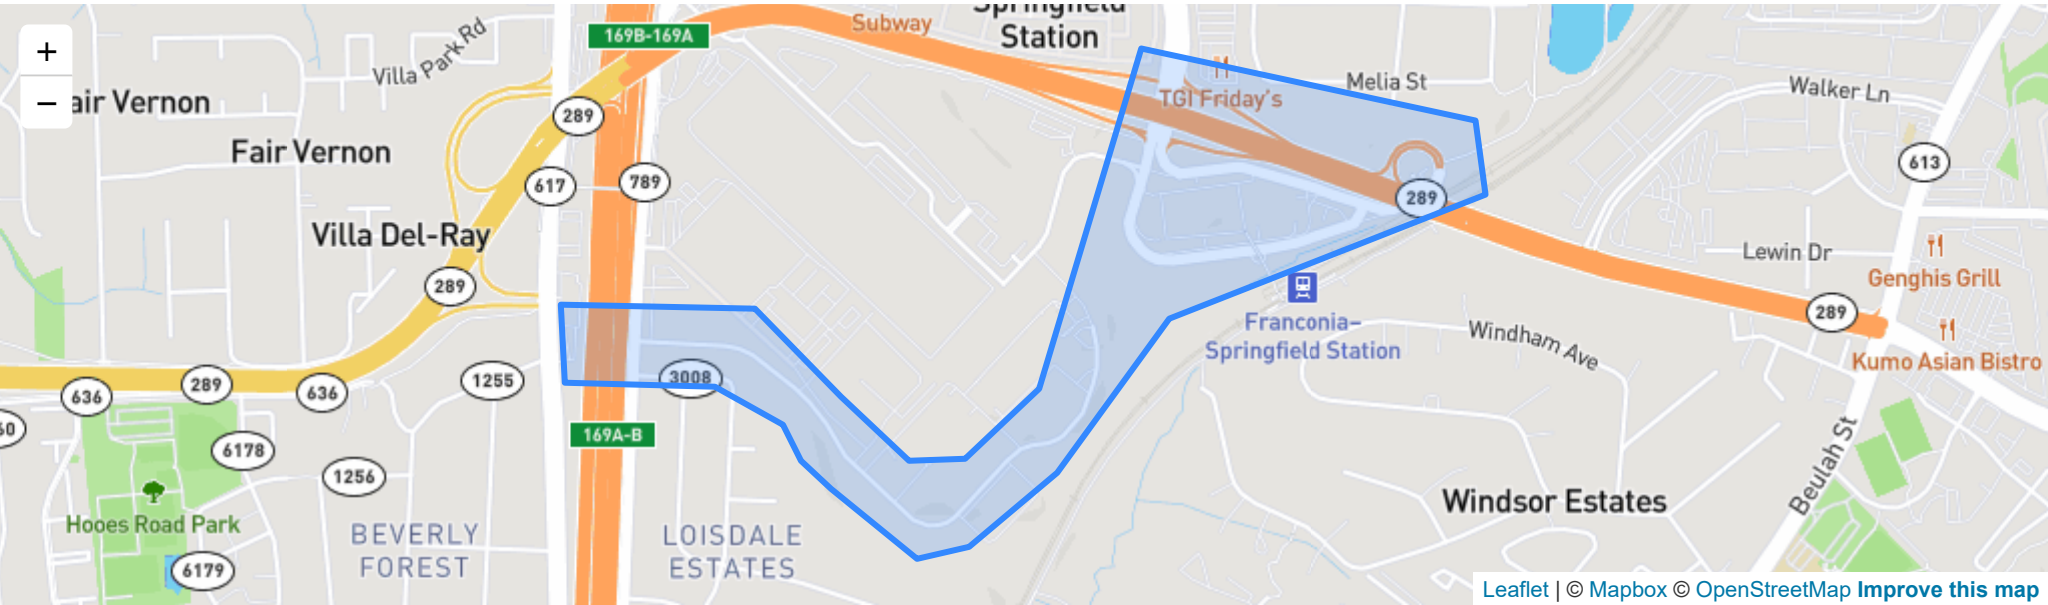 +
−
Springfield
Station
Subway
169B-169A
Villa Park Rd
air Vernon
289
Fair Vernon
617
789
Villa Del-Ray
289
TGI Friday's
Melia St
Walker Ln
613
289
Lewin Dr
Genghis Grill
289
Franconia–
Springfield Station
Windham Ave
Kumo Asian Bistro
636
289
636
1255
3008
60
169A-B
6178
1256
Hooes Road Park
BEVERLY
FOREST
LOISDALE
ESTATES
6179
Windsor Estates
Beulah St
Leaflet | © Mapbox © OpenStreetMap Improve this map